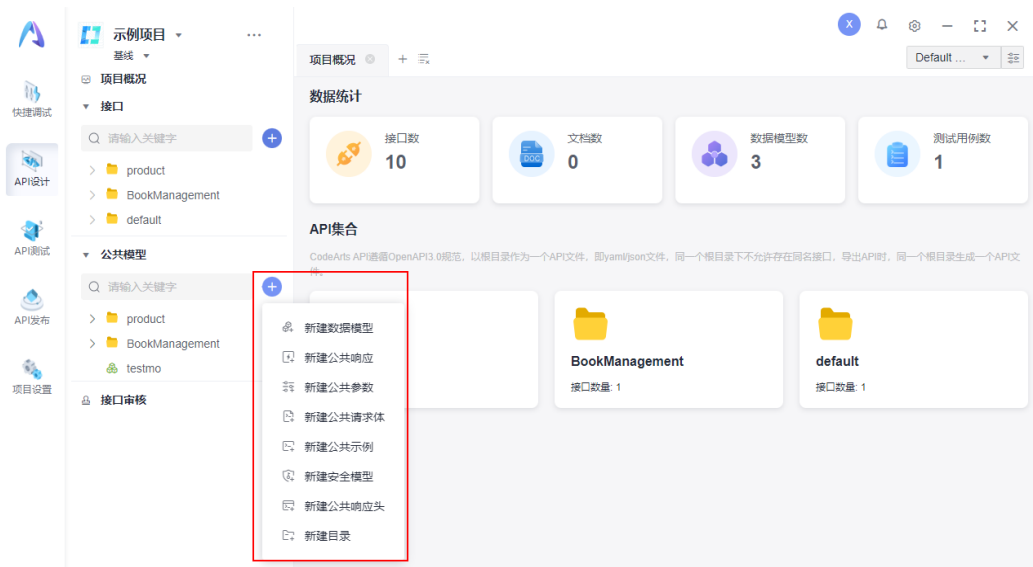 示例项目
基线
X
项目概况
Default ...
快捷调试
API设计
API测试
API发布
项目设置
项目概况
接口
请输入关键字
product
BookManagement
default
公共模型
请输入关键字
product
BookManagement
testmo
接口审核
数据统计
接口数
10
DOC
文档数
0
数据模型数
3
测试用例数
1
API集合
CodeArts API遵循OpenAPI3.0规范，以根目录作为一个API文件，即yaml/json文件，同一个根目录下不允许存在同名接口，导出API时，同一个根目录生成一个API文
件。
新建数据模型
新建公共响应
新建公共参数
新建公共请求体
新建公共示例
新建安全模型
新建公共响应头
新建目录
BookManagement
接口数量: 1
default
接口数量: 1